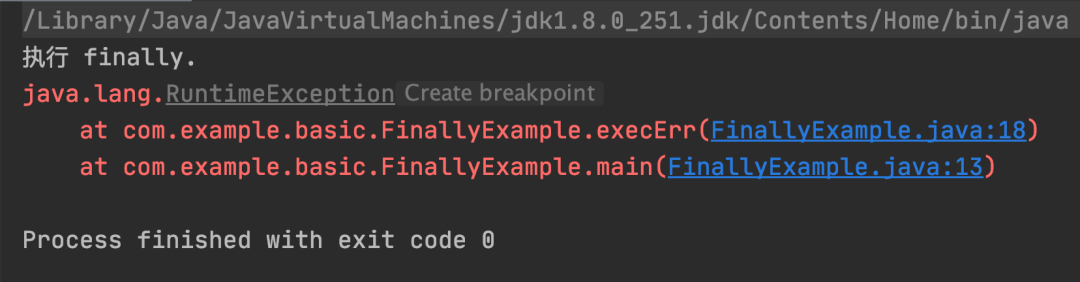 /Library/Java/JavaVirtualMachines/jdk1.8.0_251.jdk/Contents/Home/bin/java
执行 finally.
java.lang.RuntimeException Create breakpoint
at com.example.basic.FinallyExample.execErr(FinallyExample.java:18)
at com.example.basic.FinallyExample.main(FinallyExample.java:13)
Process finished with exit code 0